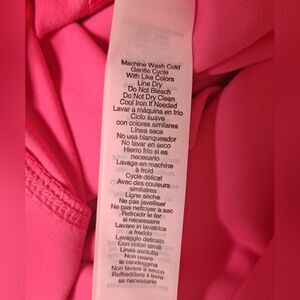 Machine Wash Cold
Gentle Cycle
With Like Colors
Line Dry
Do Not Bleach
Do Not Dry Clean
Cool Iron If Needed
Lavar a máquina en frío
Ciclo suave
con colores similares
Línea seca
No usa blanqueador
No lavar en seco
Hierro frío si es
necesario
Lavage en machine
à froid
Cycle délicat
Avec des couleurs
similaires
Ligne sèche
Ne pas javelliser
Ne pas nettoyer à sec
Refroidir le fer
si nécessaire
Lavare in lavatrice
a freddo
Lavaggio delicato
Con colori simili
Linea asciutta
Non usare
la candeggina
Non lavare a secco
Raffreddare il ferro
se necessario